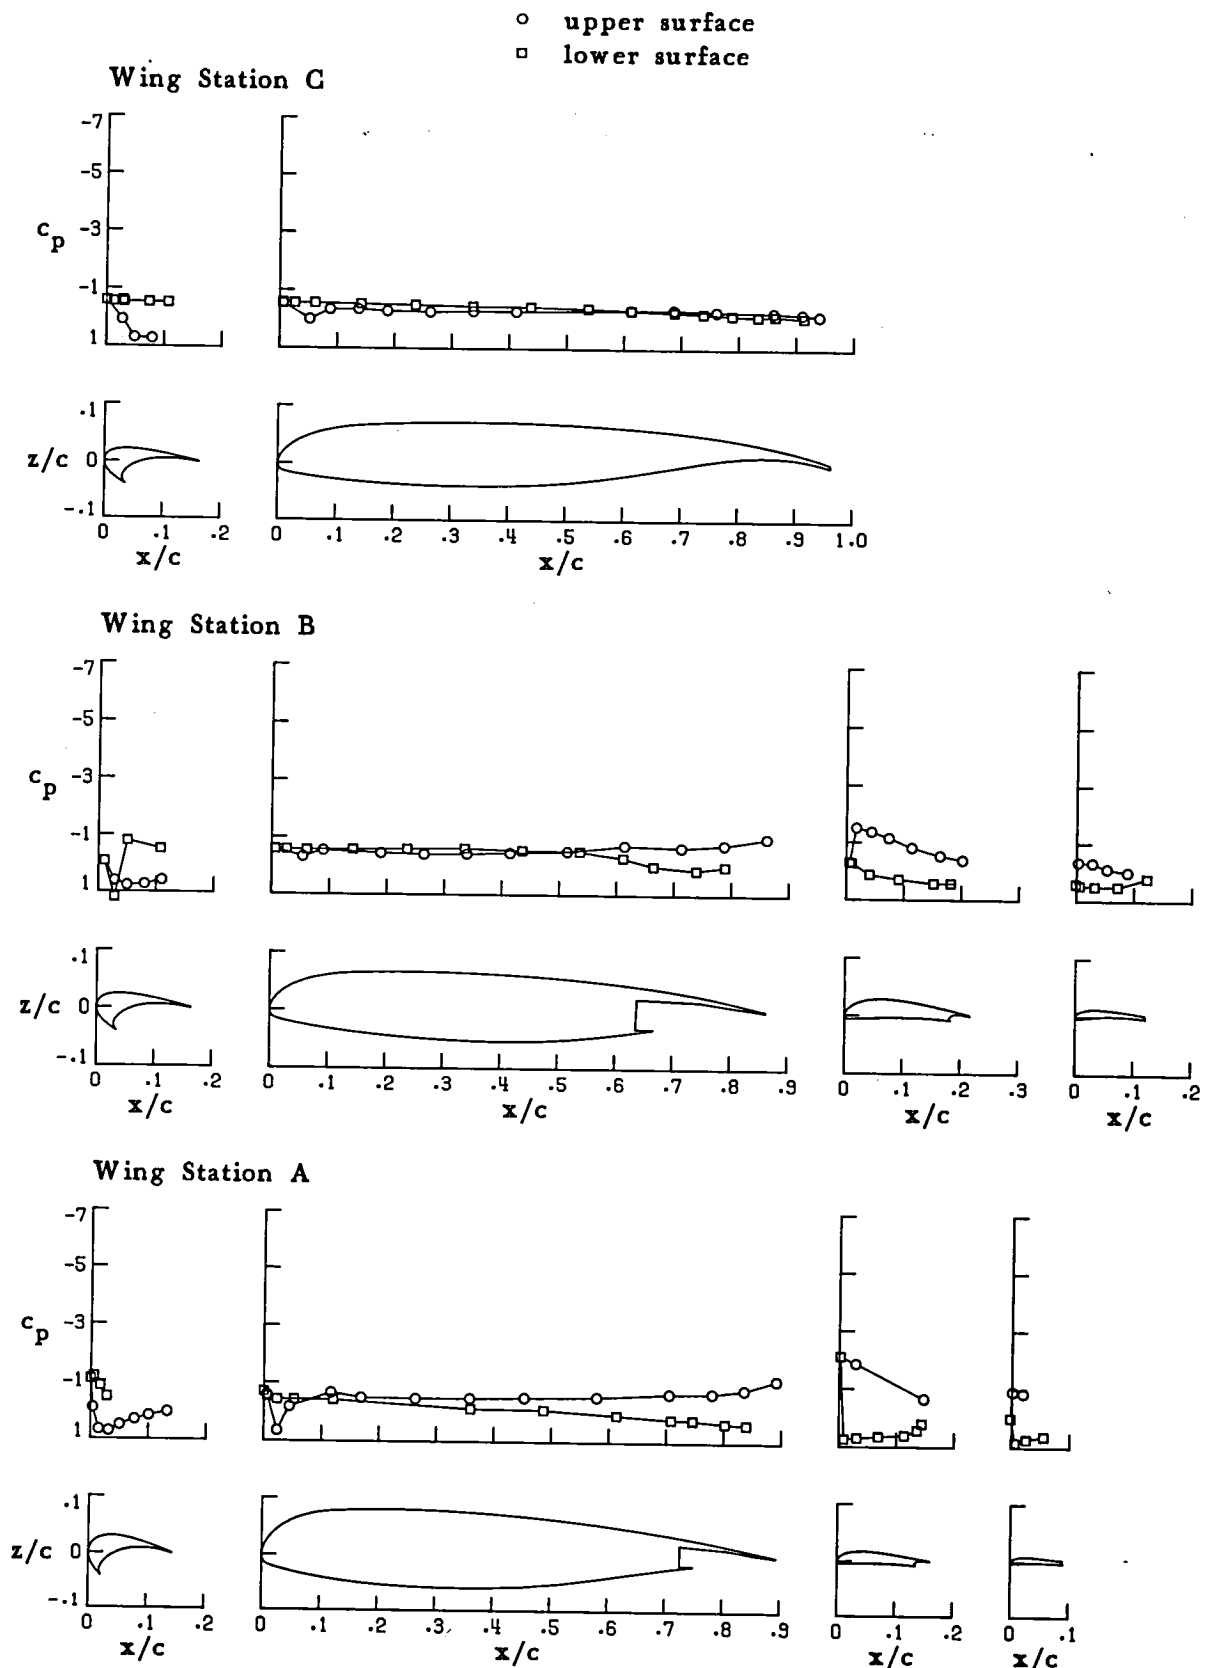 upper surface
lower surface
Wing Station C
-7
-5
c_p -3
-1
1
.1
z/c 0
-.1
0 .1 .2 0 .1 .2 .3 .4 .5 .6 .7 .8 .9 1.0
x/c x/c
Wing Station B
-7
-5
c_p -3
-1
1
.1
z/c 0
-.1
0 .1 .2 0 .1 .2 .3 .4 .5 .6 .7 .8 .9 0 .1 .2 .3 0 .1 .2
x/c x/c x/c x/c
Wing Station A
-7
-5
c_p -3
-1
1
.1
z/c 0
-.1
0 .1 .2 0 .1 .2 .3 .4 .5 .6 .7 .8 .9 0 .1 .2 0 .1
x/c x/c x/c x/c